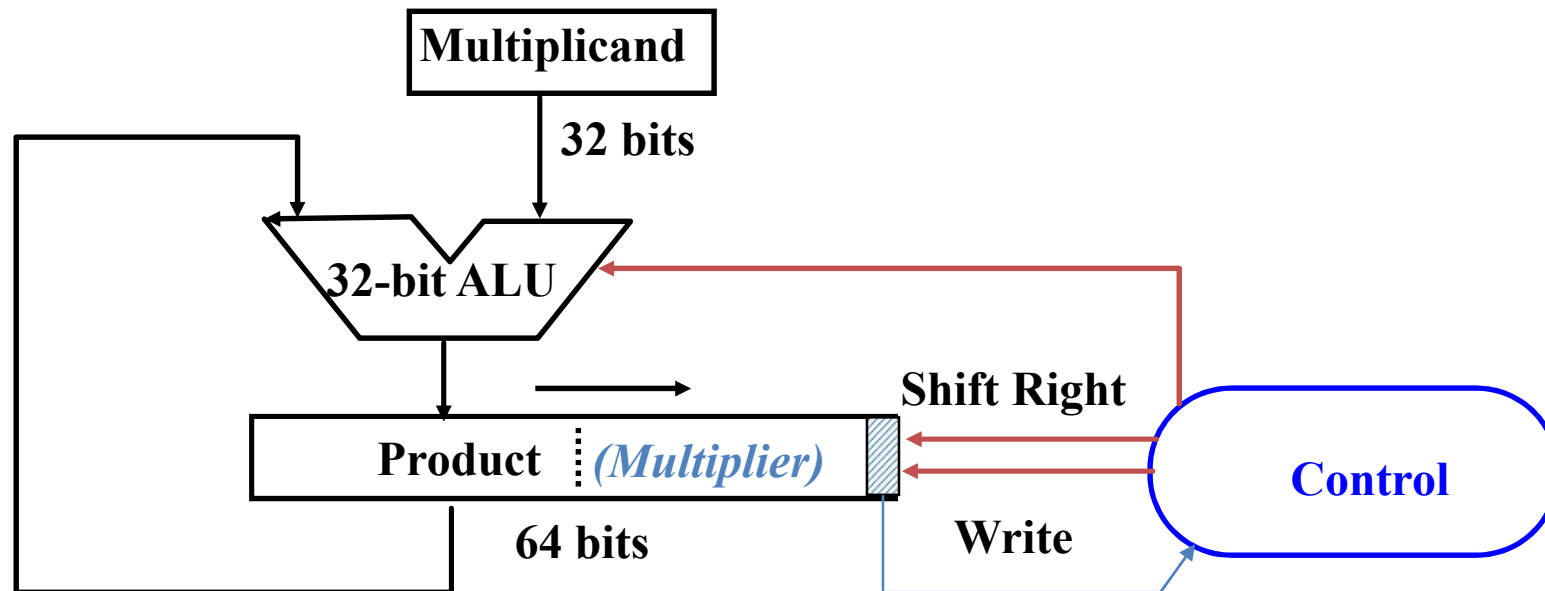 Multiplicand
32 bits
32-bit ALU
Shift Right
Product (Multiplier)
Control
64 bits
Write